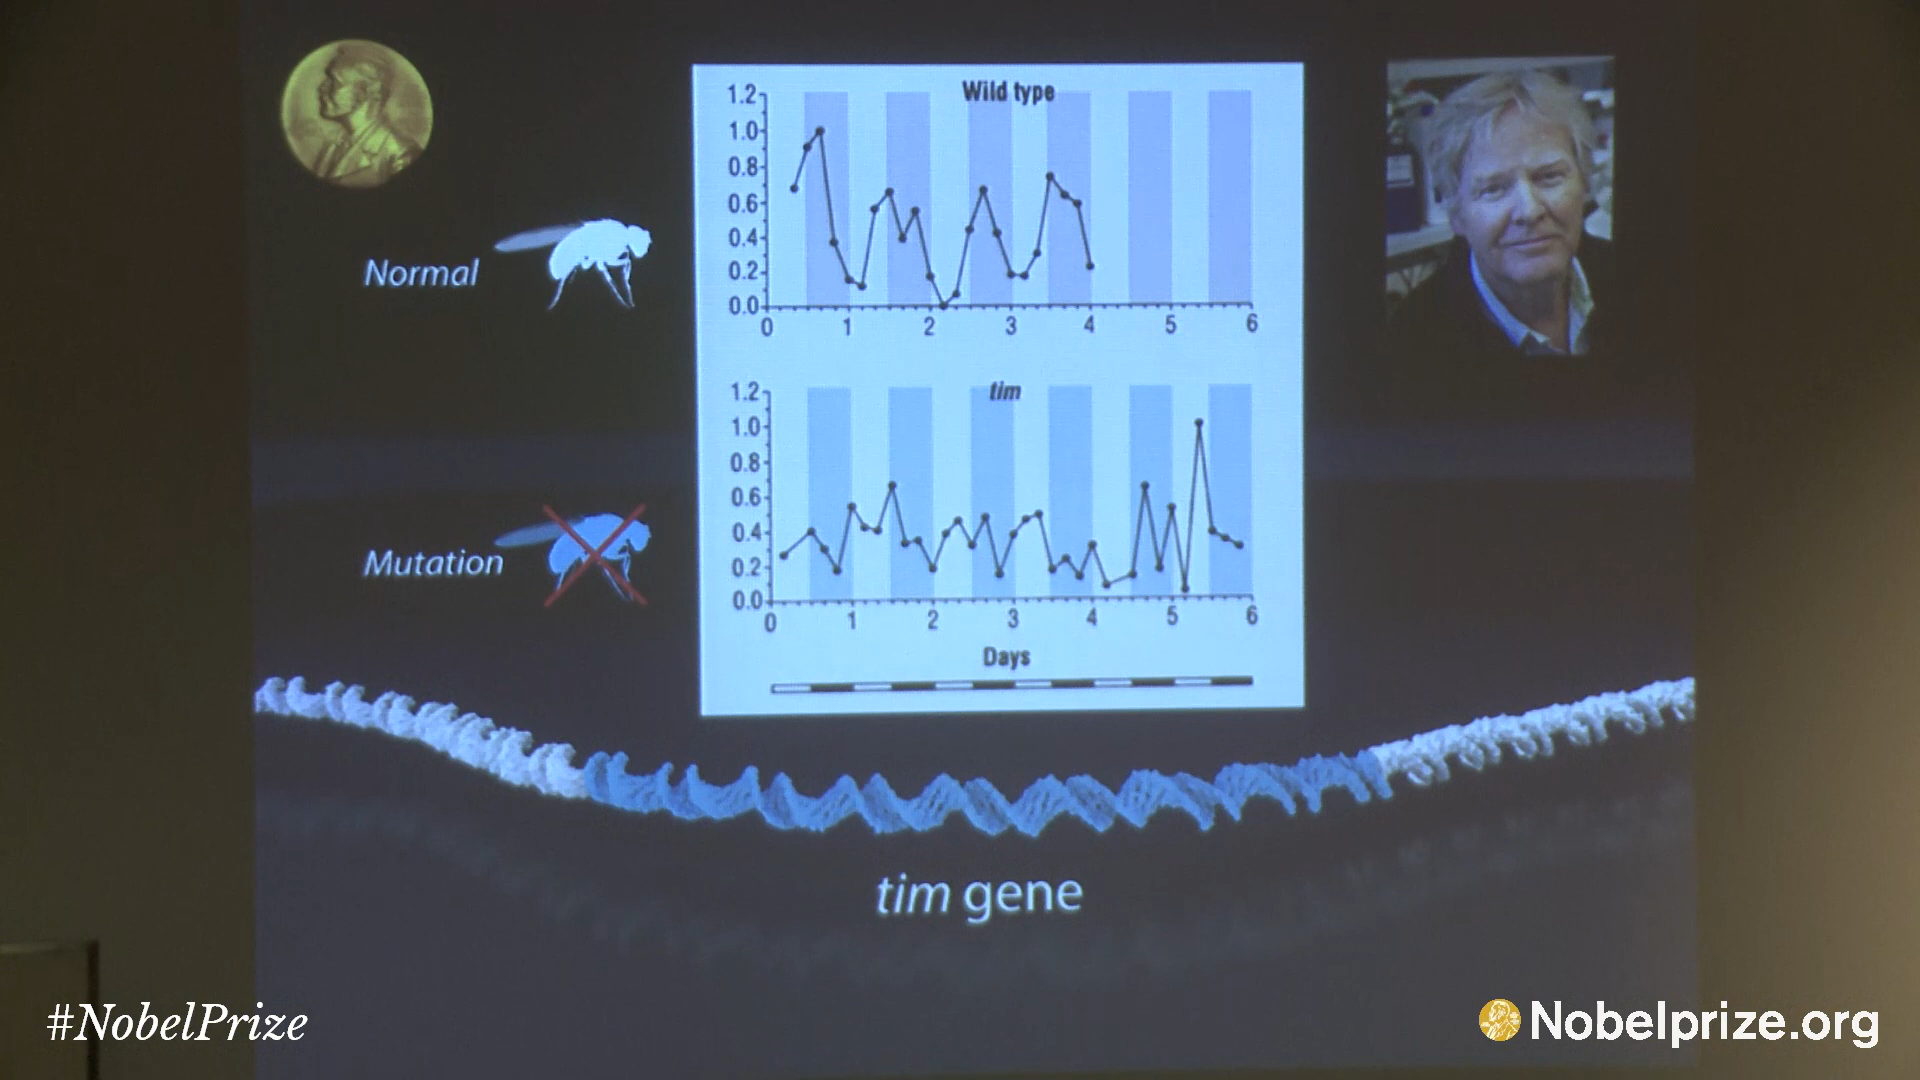 Wild type
1.2
1.0
0.8
0.6
0.4
0.2
0.0
0 1 2 3 4 5 6
Normal
tim
1.2
1.0
0.8
0.6
0.4
0.2
0.0
0 1 2 3 4 5 6
Days
Mutation
tim gene
#NobelPrize
Nobelprize.org